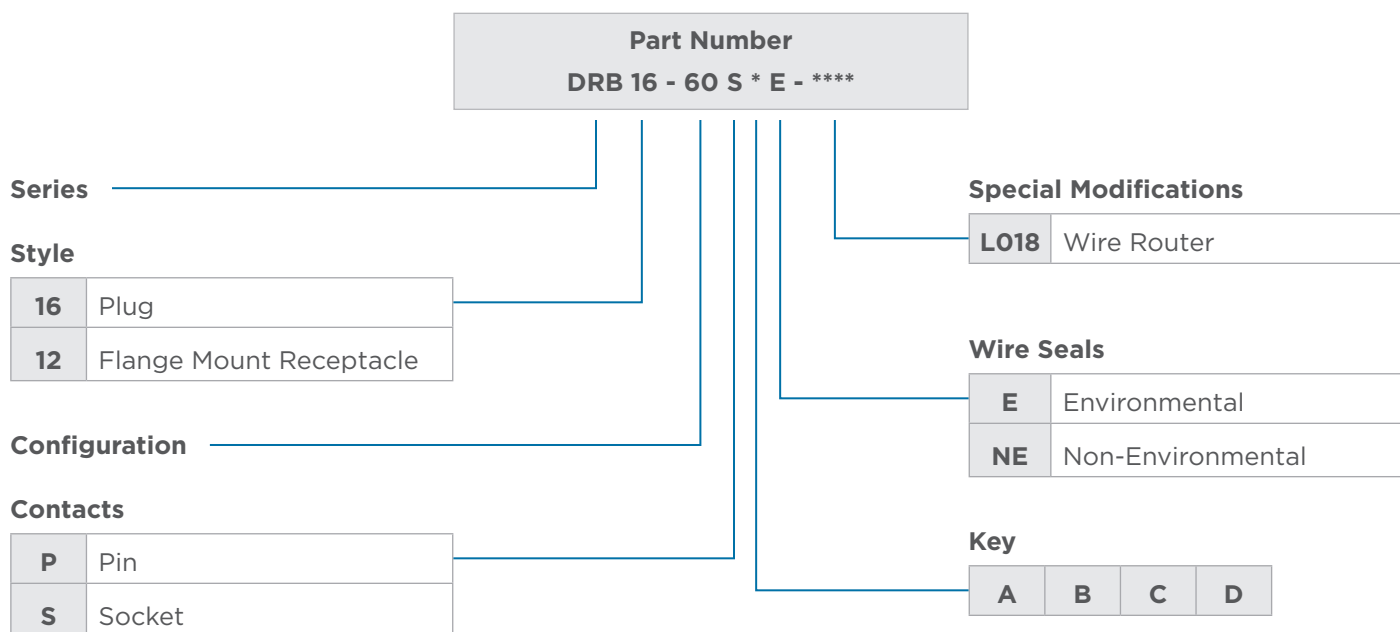 Part Number
DRB 16 - 60 S * E - ****
Series
Style
16 Plug
12 Flange Mount Receptacle
Configuration
Contacts
P Pin
S Socket
Special Modifications
L018 Wire Router
Wire Seals
E Environmental
NE Non-Environmental
Key
A B C D